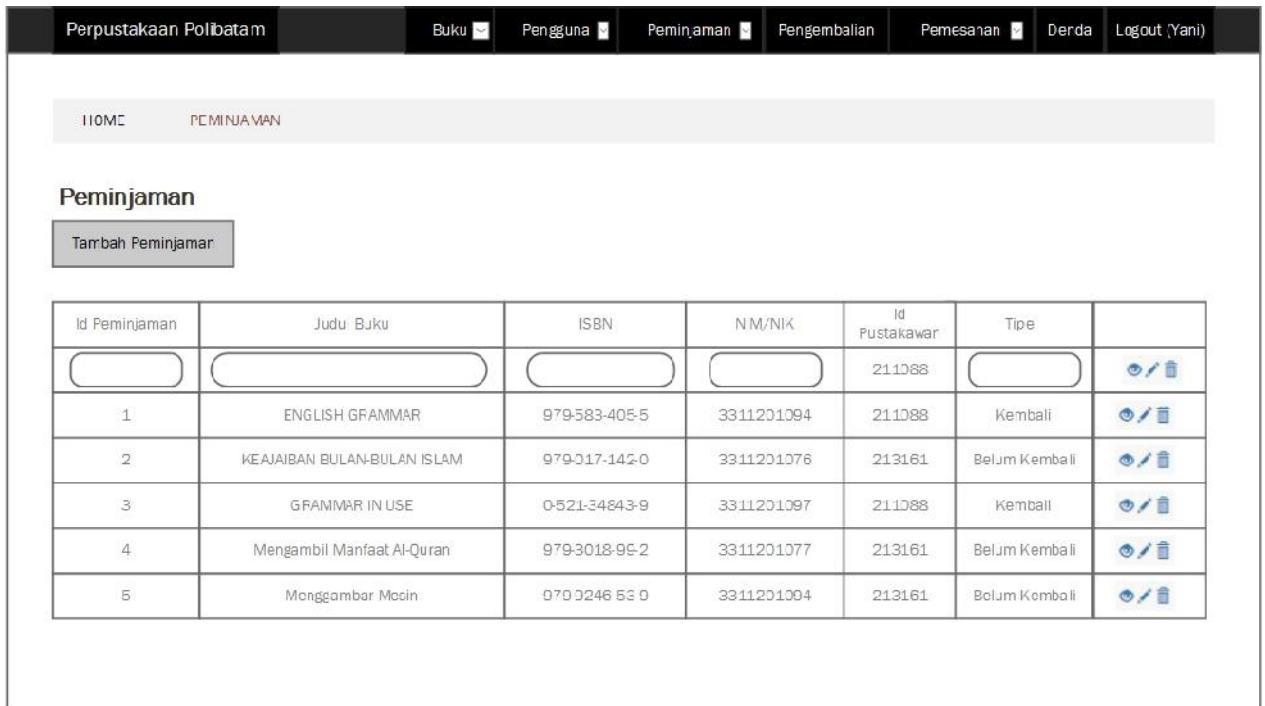 Perpustakaan Polibatam Buku Pengguna Peminjaman Pengembalian Pemesanan Denda Logout (Yani)
HOME PEMINJAMAN
Peminjaman
Tambah Peminjaman
Id Peminjaman Judul Buku ISBN NIM/NIK Id Pustakawan Tipe
211088
1 ENGLISH GRAMMAR 979-583-405-5 3311201094 211088 Kembali
2 KEAJAIBAN BULAN-BULAN ISLAM 979-017-142-0 3311201076 213161 Belum Kembali
3 GRAMMAR IN USE 0-521-34843-9 3311201097 211088 Kembali
4 Mengambil Manfaat Al-Quran 979-3018-99-2 3311201077 213161 Belum Kembali
5 Menggambar Mesin 3311201094 213161 Belum Kembali